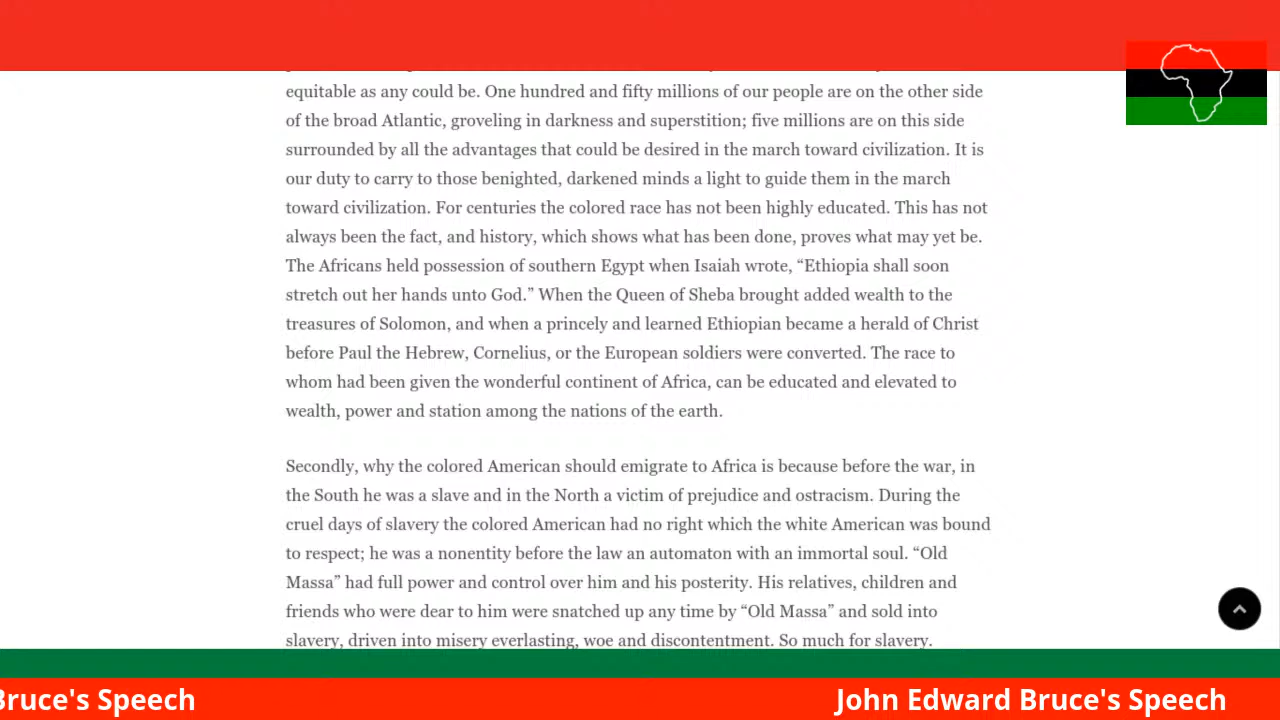 equitable as any could be. One hundred and fifty millions of our people are on the other side
of the broad Atlantic, groveling in darkness and superstition; five millions are on this side
surrounded by all the advantages that could be desired in the march toward civilization. It is
our duty to carry to those benighted, darkened minds a light to guide them in the march
toward civilization. For centuries the colored race has not been highly educated. This has not
always been the fact, and history, which shows what has been done, proves what may yet be.
The Africans held possession of southern Egypt when Isaiah wrote, “Ethiopia shall soon
stretch out her hands unto God.” When the Queen of Sheba brought added wealth to the
treasures of Solomon, and when a princely and learned Ethiopian became a herald of Christ
before Paul the Hebrew, Cornelius, or the European soldiers were converted. The race to
whom had been given the wonderful continent of Africa, can be educated and elevated to
wealth, power and station among the nations of the earth.
Secondly, why the colored American should emigrate to Africa is because before the war, in
the South he was a slave and in the North a victim of prejudice and ostracism. During the
cruel days of slavery the colored American had no right which the white American was bound
to respect; he was a nonentity before the law an automaton with an immortal soul. “Old
Massa” had full power and control over him and his posterity. His relatives, children and
friends who were dear to him were snatched up any time by “Old Massa” and sold into
slavery, driven into misery everlasting, woe and discontentment. So much for slavery.
Bruce's Speech John Edward Bruce's Speech